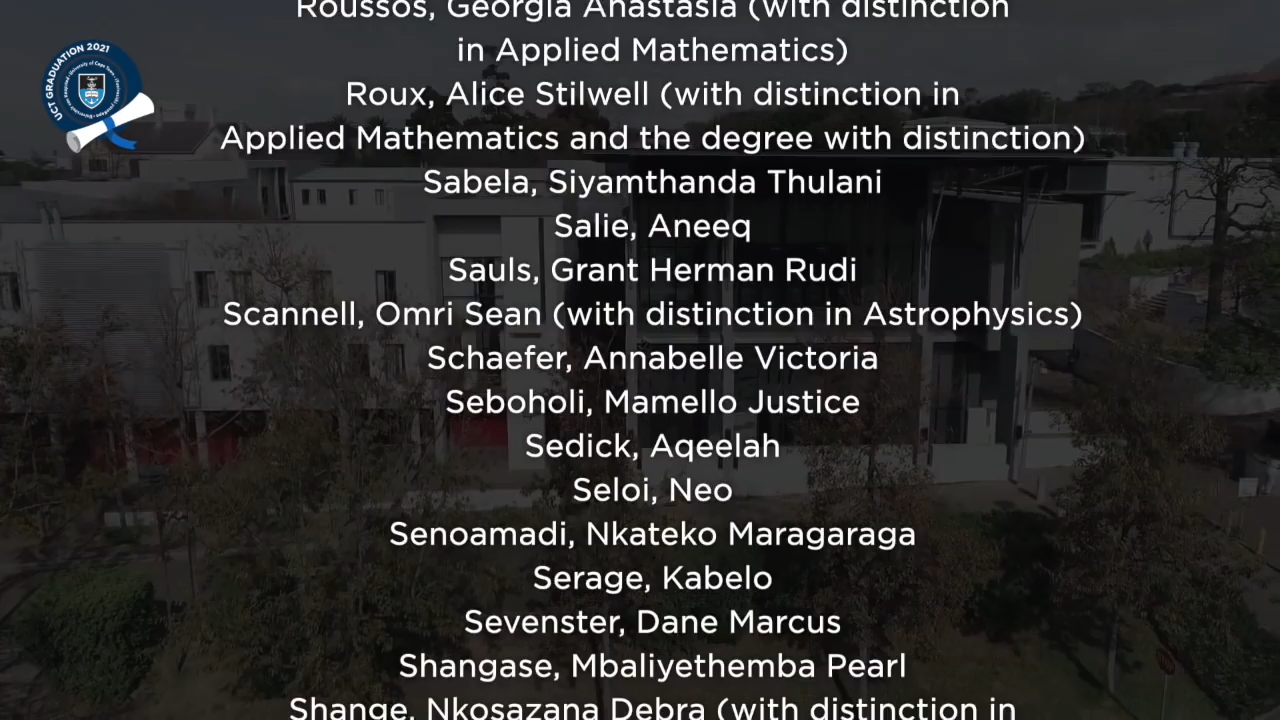 Roussos, Georgia Anastasia (with distinction
in Applied Mathematics)
UCT GRADUATION 2021
Roux, Alice Stilwell (with distinction in
Applied Mathematics and the degree with distinction)
Sabela, Siyamthanda Thulani
Salie, Aneeq
Sauls, Grant Herman Rudi
Scannell, Omri Sean (with distinction in Astrophysics)
Schaefer, Annabelle Victoria
Seboholi, Mamello Justice
Sedick, Aqeelah
Seloi, Neo
Senoamadi, Nkateko Maragaraga
Serage, Kabelo
Sevenster, Dane Marcus
Shangase, Mbaliyethemba Pearl
Shange, Nkosazana Debra (with distinction in